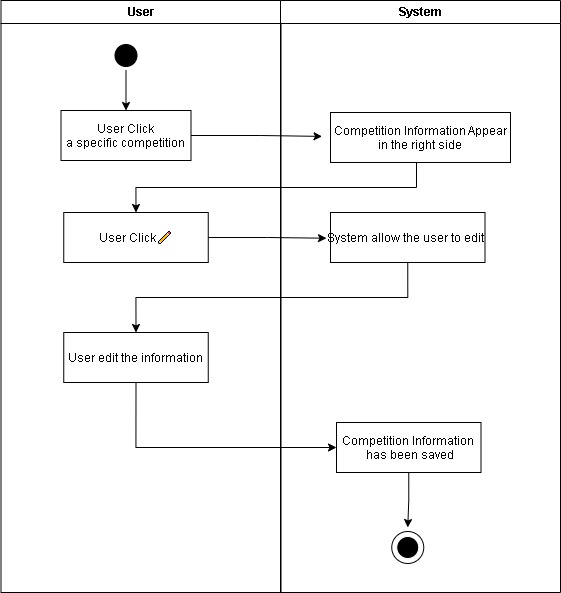 User
System
User Click
a specific competition
Competition Information Appear
in the right side
User Click
System allow the user to edit
User edit the information
Competition Information
has been saved